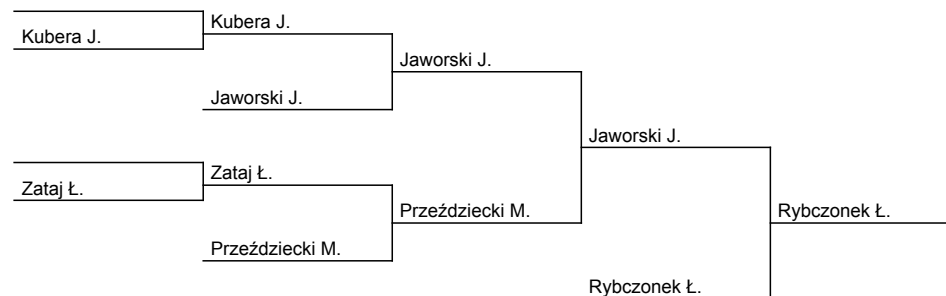 Kubera J.
Kubera J.
Jaworski J.
Jaworski J.
Zataj Ł.
Zataj Ł.
Przeździecki M.
Przeździecki M.
Jaworski J.
Rybczonek Ł.
Rybczonek Ł.